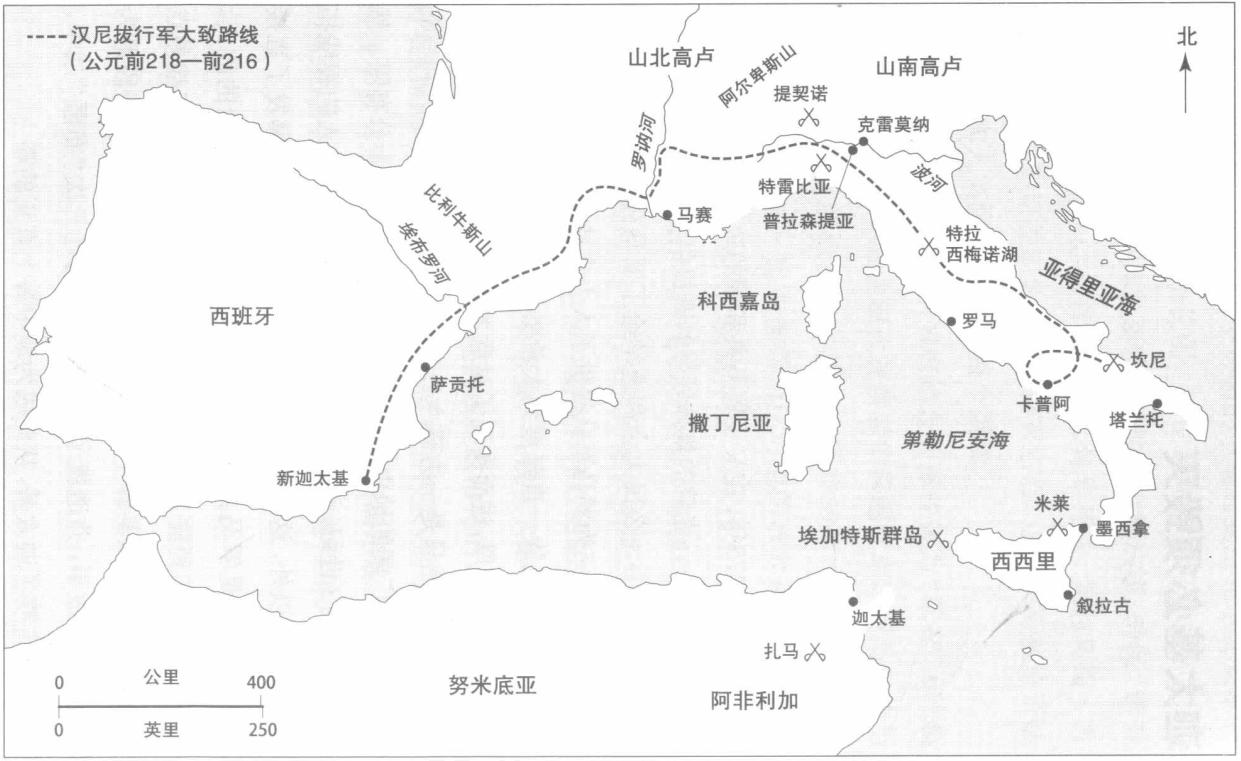 汉尼拔行军大致路线
（公元前218—前216）
北
山北高卢
阿尔卑斯山
山南高卢
提契诺
克雷莫纳
罗讷河
特雷比亚
波河
普拉森提亚
马赛
比利牛斯山
埃布罗河
特拉
西梅诺湖
亚得里亚海
西班牙
科西嘉岛
罗马
萨贡托
坎尼
卡普阿
塔兰托
撒丁尼亚
第勒尼安海
新迦太基
米莱
墨西拿
埃加特斯群岛
西西里
叙拉古
迦太基
扎马
努米底亚
阿非利加
0 公里 400
0 英里 250